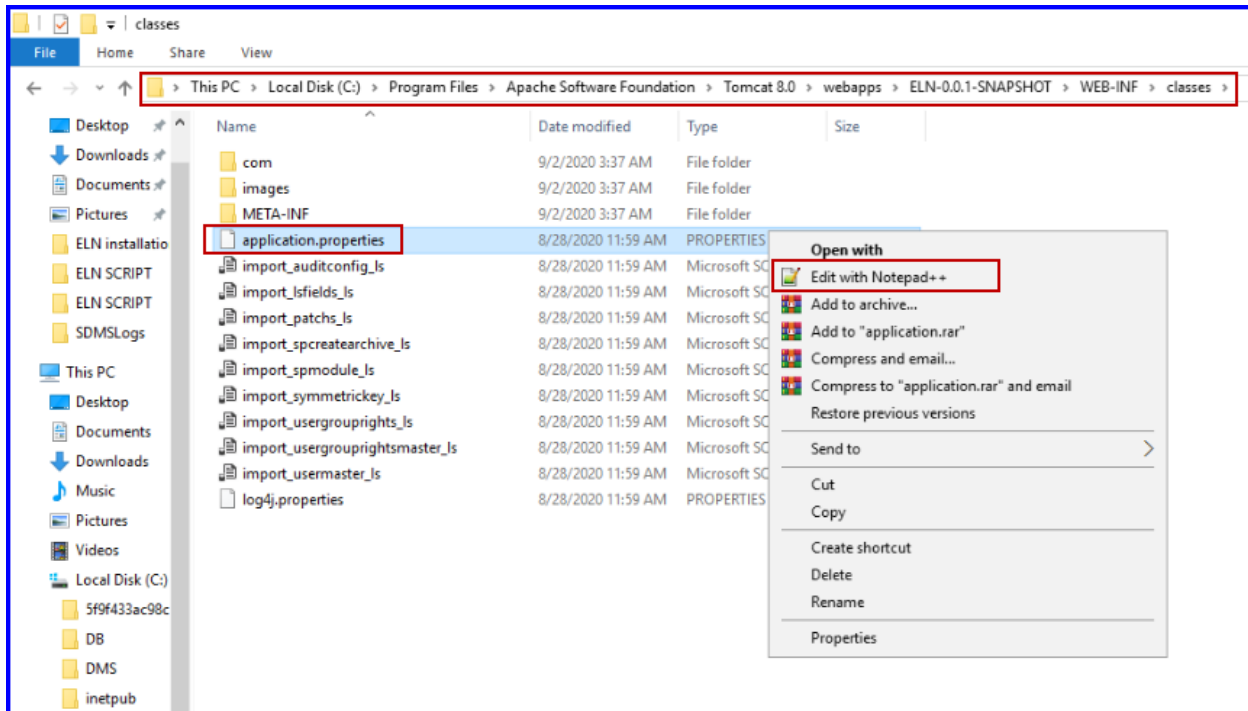 classes
File Home Share View
This PC > Local Disk (C:) > Program Files > Apache Software Foundation > Tomcat 8.0 > webapps > ELN-0.0.1-SNAPSHOT > WEB-INF > classes >
Desktop
Downloads
Documents
Pictures
ELN installatio
ELN SCRIPT
ELN SCRIPT
SDMSLogs
This PC
Desktop
Documents
Downloads
Music
Pictures
Videos
Local Disk (C:)
5f9f433ac98c
DB
DMS
inetpub
Name Date modified Type Size
com 9/2/2020 3:37 AM File folder
images 9/2/2020 3:37 AM File folder
META-INF 9/2/2020 3:37 AM File folder
application.properties 8/28/2020 11:59 AM PROPERTIES
import_auditconfig_ls 8/28/2020 11:59 AM Microsoft SC
import_lsfields_ls 8/28/2020 11:59 AM Microsoft SC
import_patchs_ls 8/28/2020 11:59 AM Microsoft SC
import_spcreatearchive_ls 8/28/2020 11:59 AM Microsoft SC
import_spmodule_ls 8/28/2020 11:59 AM Microsoft SC
import_symmetrickey_ls 8/28/2020 11:59 AM Microsoft SC
import_usergrouprights_ls 8/28/2020 11:59 AM Microsoft SC
import_usergrouprightsmaster_ls 8/28/2020 11:59 AM Microsoft SC
import_usermaster_ls 8/28/2020 11:59 AM Microsoft SC
log4j.properties 8/28/2020 11:59 AM PROPERTIES
Open with
Edit with Notepad++
Add to archive...
Add to "application.rar"
Compress and email...
Compress to "application.rar" and email
Restore previous versions
Send to
Cut
Copy
Create shortcut
Delete
Rename
Properties